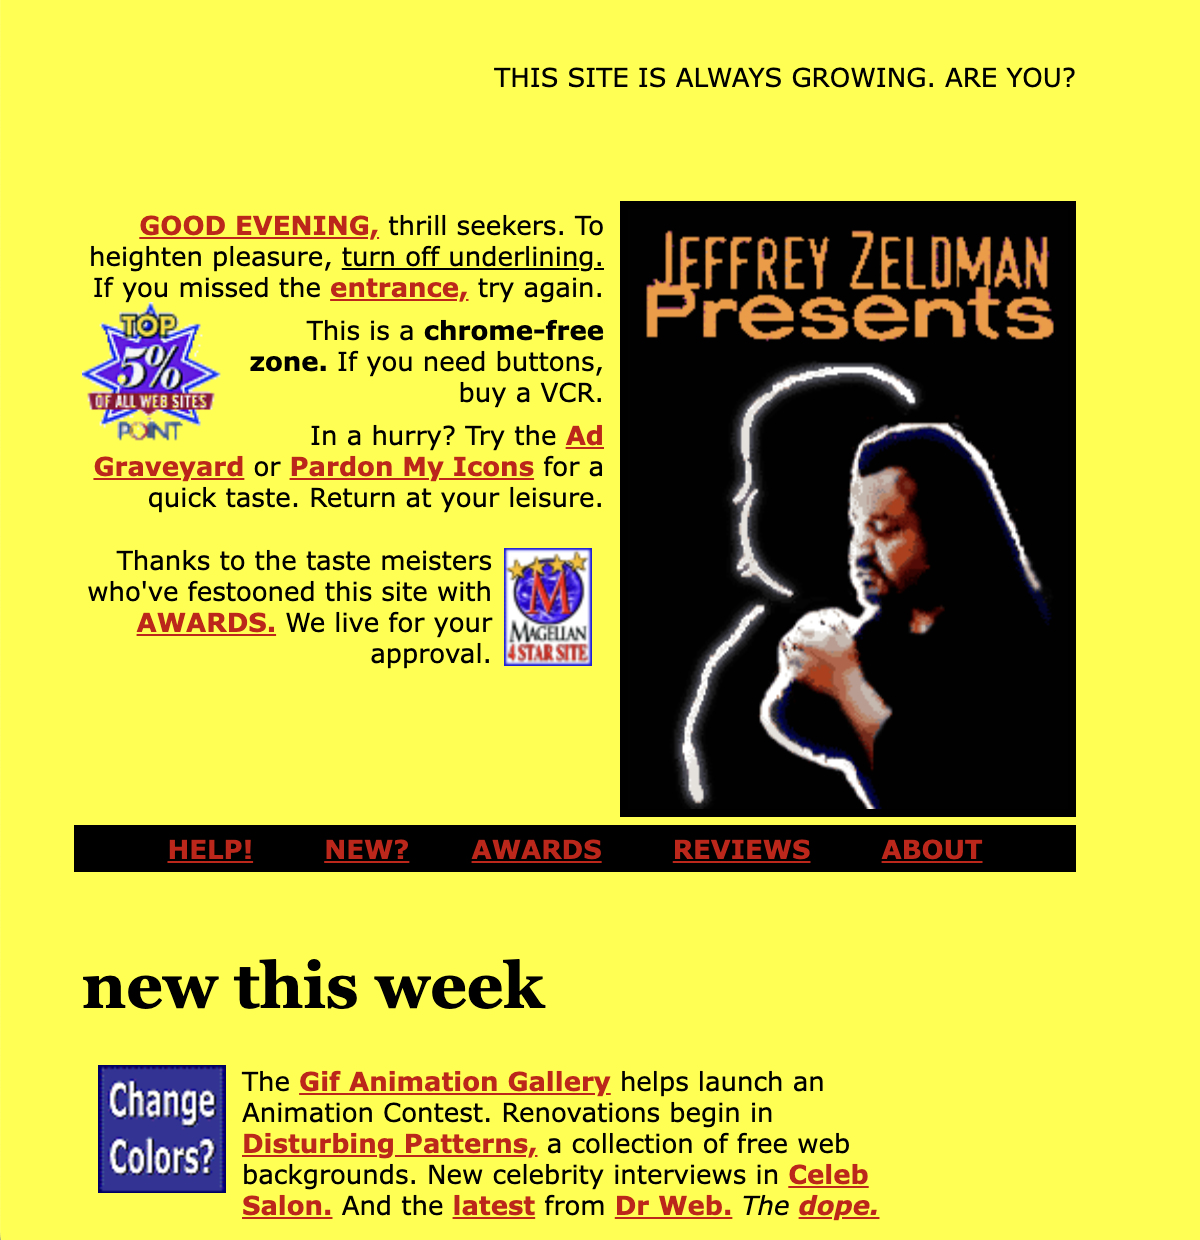 THIS SITE IS ALWAYS GROWING. ARE YOU?
GOOD EVENING, thrill seekers. To
heighten pleasure, turn off underlining.
If you missed the entrance, try again.
TOP
5%
OF ALL WEB SITES
POINT
This is a chrome-free
zone. If you need buttons,
buy a VCR.
In a hurry? Try the Ad
Graveyard or Pardon My Icons for a
quick taste. Return at your leisure.
Thanks to the taste meisters
who've festooned this site with
AWARDS. We live for your
approval.
M
MAGELLAN
4 STAR SITE
JEFFREY ZELDMAN
Presents
HELP! NEW? AWARDS REVIEWS ABOUT
new this week
Change
Colors?
The Gif Animation Gallery helps launch an
Animation Contest. Renovations begin in
Disturbing Patterns, a collection of free web
backgrounds. New celebrity interviews in Celeb
Salon. And the latest from Dr Web. The dope.